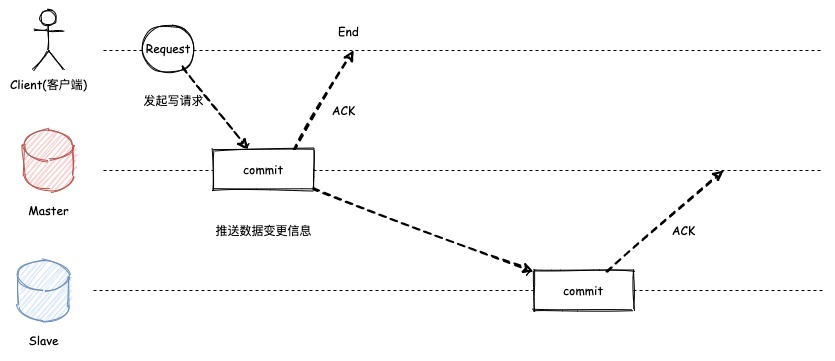 End
Request
Client(客户端)
发起写请求
ACK
commit
Master
推送数据变更信息
ACK
commit
Slave